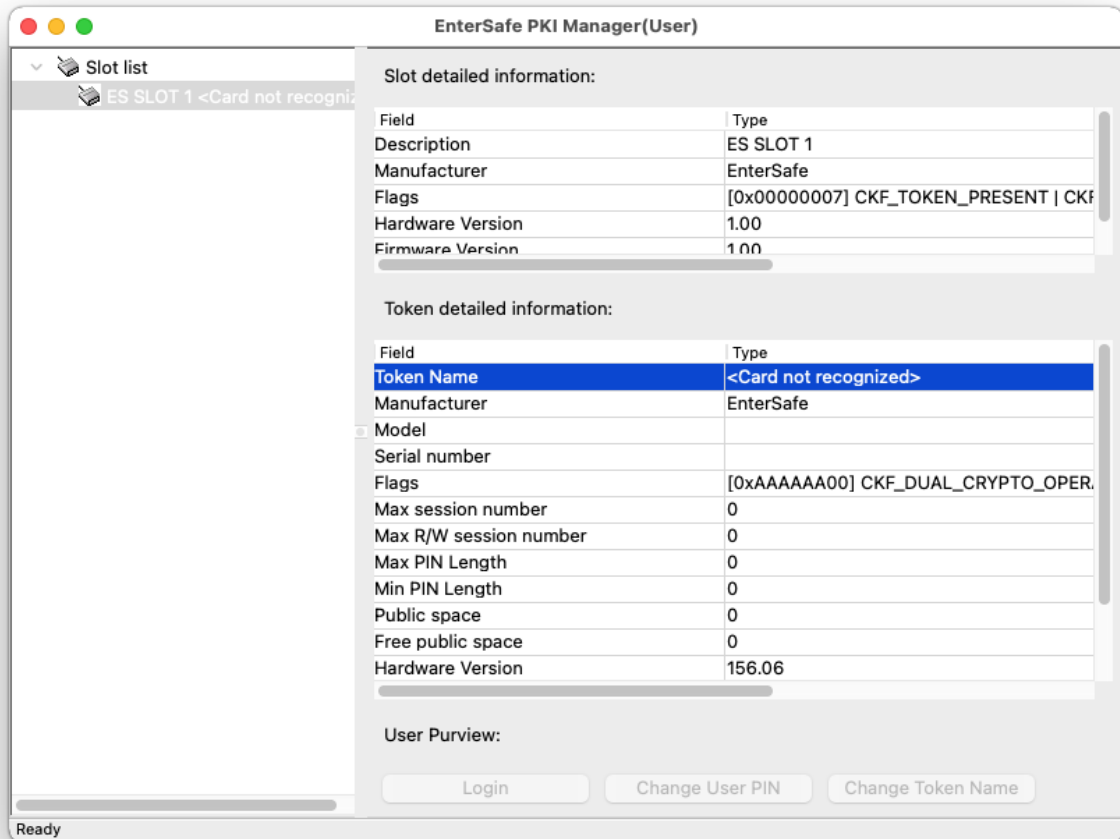 EnterSafe PKI Manager(User)
Slot list
ES SLOT 1 <Card not recogniz
Slot detailed information:
Field Type
Description ES SLOT 1
Manufacturer EnterSafe
Flags [0x00000007] CKF_TOKEN_PRESENT | CKF
Hardware Version 1.00
Firmware Version 1.00
Token detailed information:
Field Type
Token Name <Card not recognized>
Manufacturer EnterSafe
Model
Serial number
Flags [0xAAAAAA00] CKF_DUAL_CRYPTO_OPERA
Max session number 0
Max R/W session number 0
Max PIN Length 0
Min PIN Length 0
Public space 0
Free public space 0
Hardware Version 156.06
User Purview:
Login Change User PIN Change Token Name
Ready